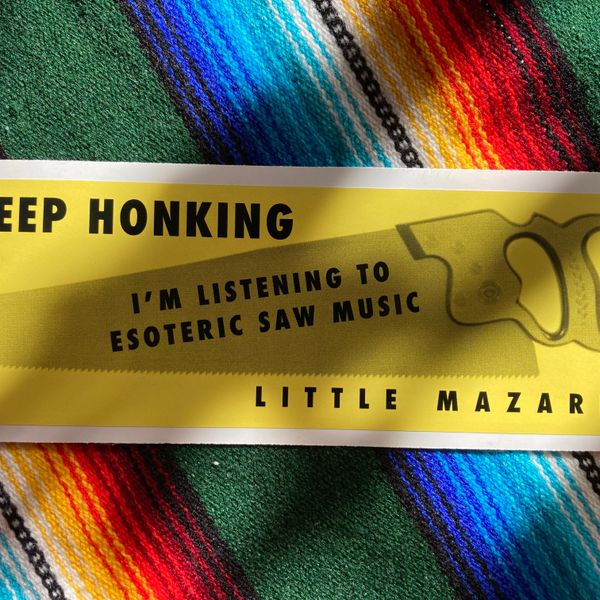 EEP HONKING
I'M LISTENING TO
ESOTERIC SAW MUSIC
LITTLE MAZAR